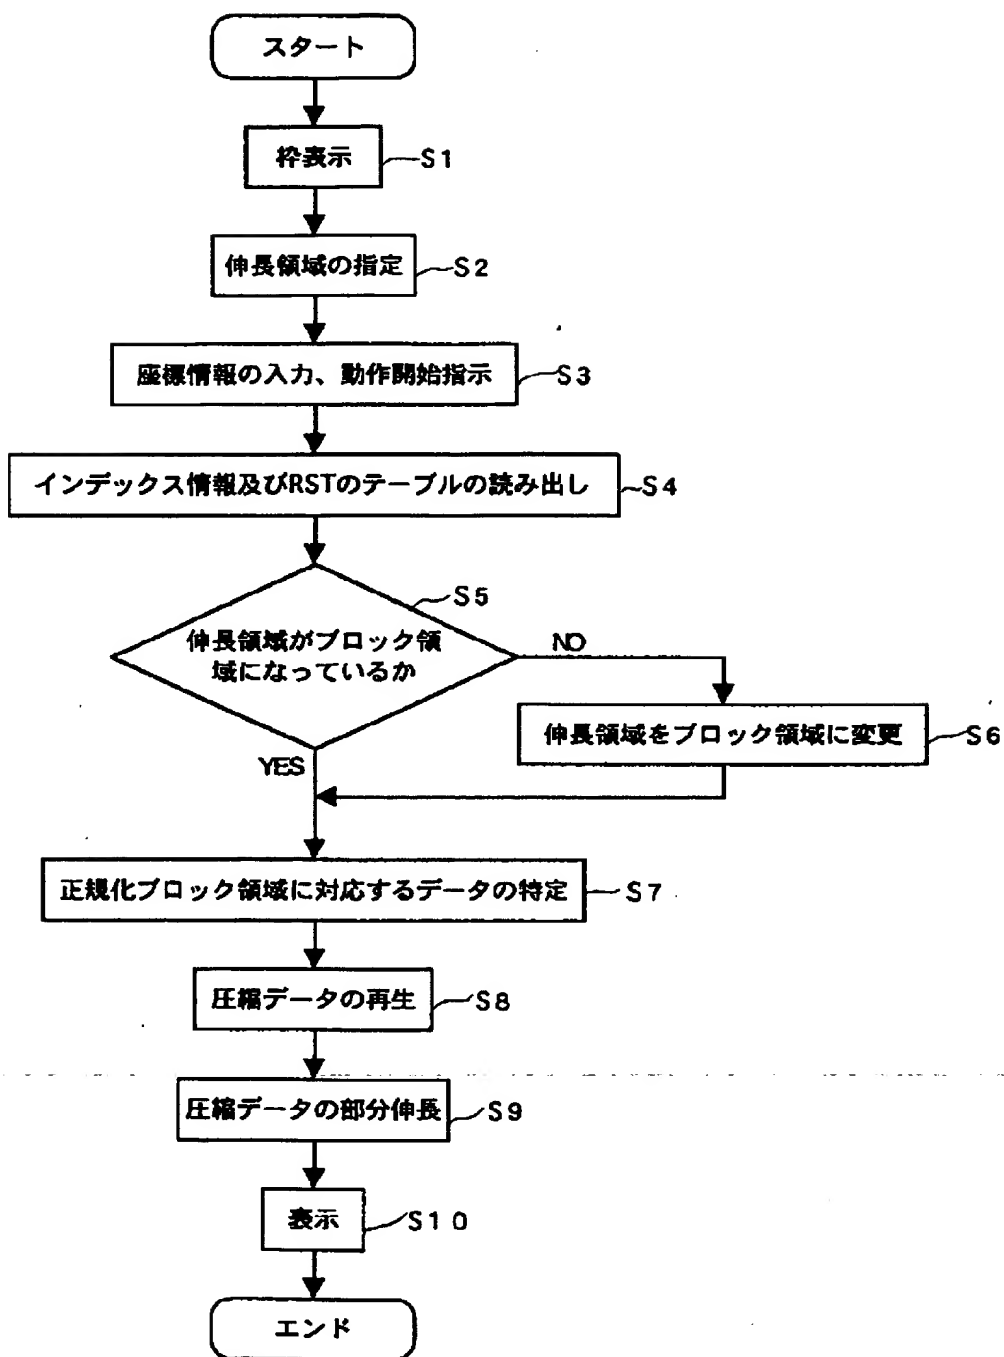 スタート
枠表示
S1
伸長領域の指定
S2
座標情報の入力、動作開始指示
S3
インデックス情報及びRSTのテーブルの読み出し
S4
S5
伸長領域がブロック領
域になっているか
NO
伸長領域をブロック領域に変更
S6
YES
正規化ブロック領域に対応するデータの特定
S7
圧縮データの再生
S8
圧縮データの部分伸長
S9
表示
S10
エンド